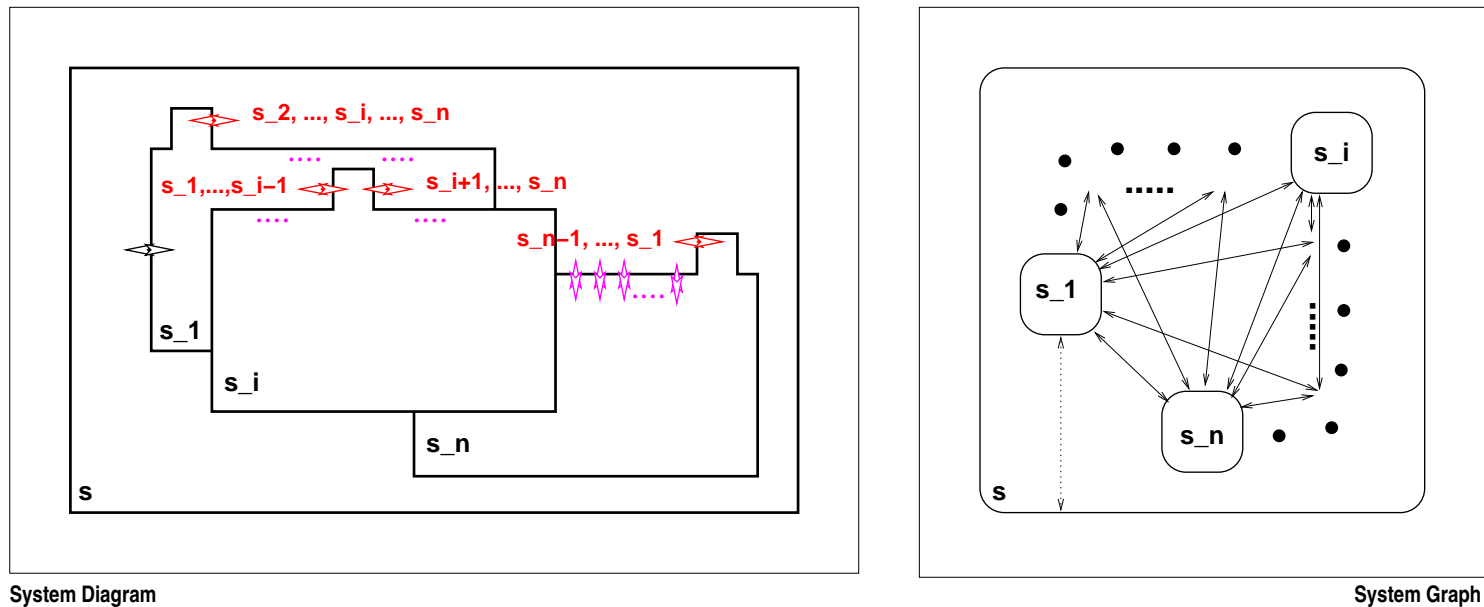 s_2, ..., s_i, ..., s_n
s_1,...,s_i−1
s_i+1, ..., s_n
s_n−1, ..., s_1
s_1
s_i
s_n
s
System Diagram
s_i
s_1
s_n
s
System Graph